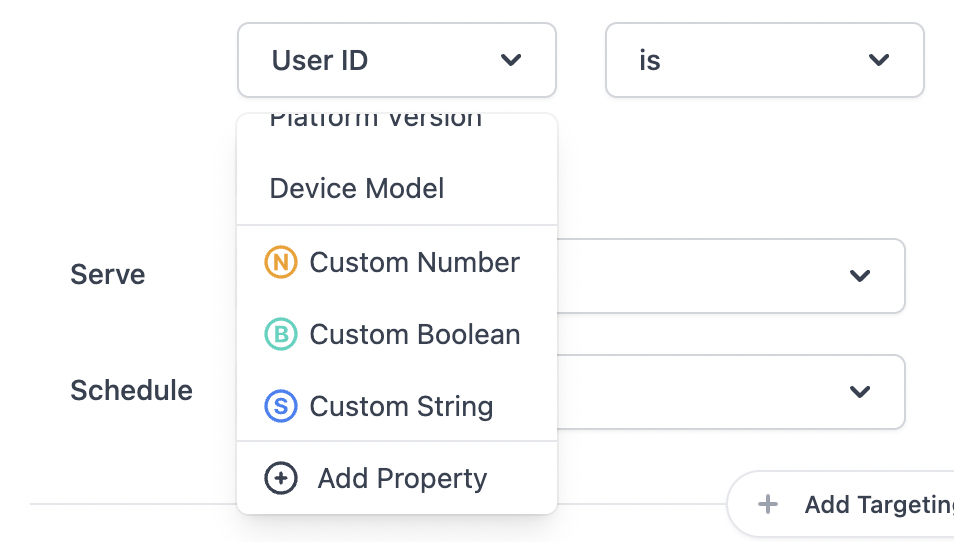 User ID
is
Platform Version
Device Model
N Custom Number
Serve
B Custom Boolean
Schedule
S Custom String
Add Property
Add Targeting